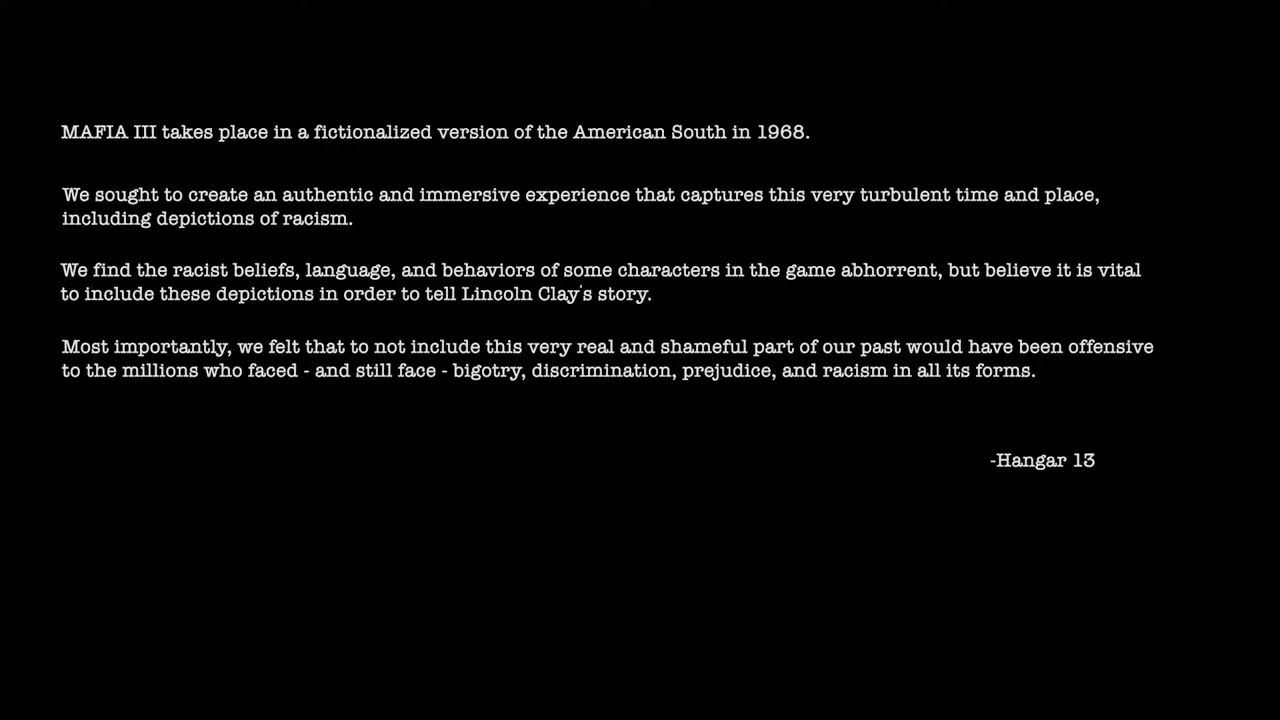 MAFIA III takes place in a fictionalized version of the American South in 1968.
We sought to create an authentic and immersive experience that captures this very turbulent time and place,
including depictions of racism.
We find the racist beliefs, language, and behaviors of some characters in the game abhorrent, but believe it is vital
to include these depictions in order to tell Lincoln Clay's story.
Most importantly, we felt that to not include this very real and shameful part of our past would have been offensive
to the millions who faced - and still face - bigotry, discrimination, prejudice, and racism in all its forms.
-Hangar 13